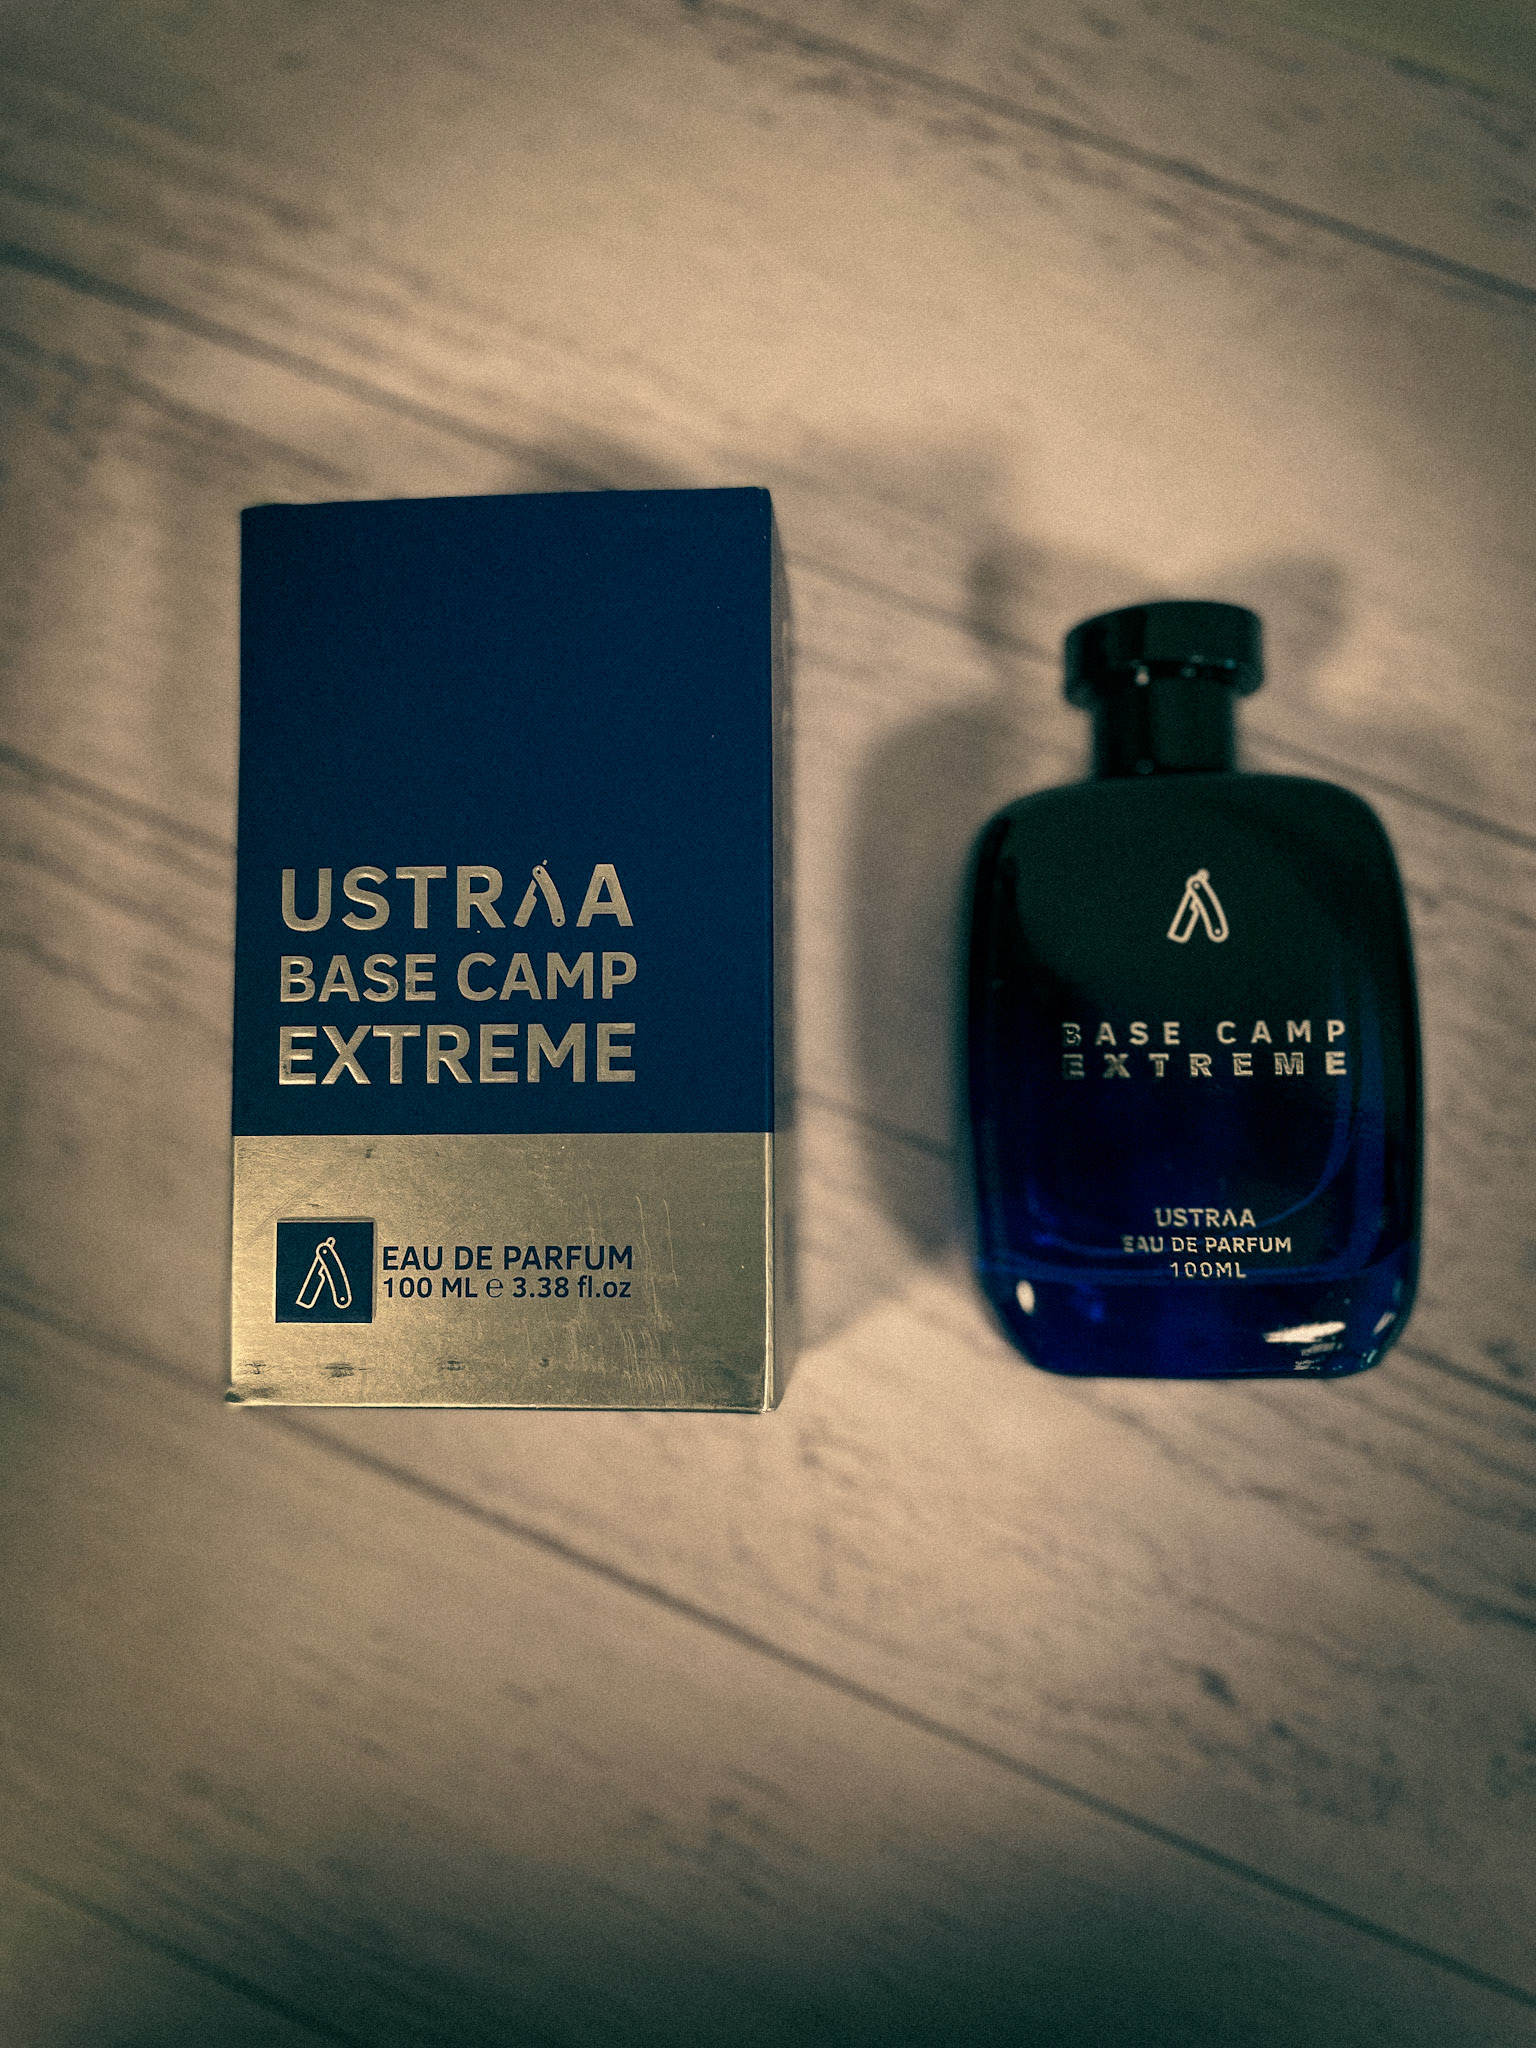 USTRAA
BASE CAMP
EXTREME
EAU DE PARFUM
100 ML ℮ 3.38 fl.oz
BASE CAMP
EXTREME
USTRAA
EAU DE PARFUM
100ML